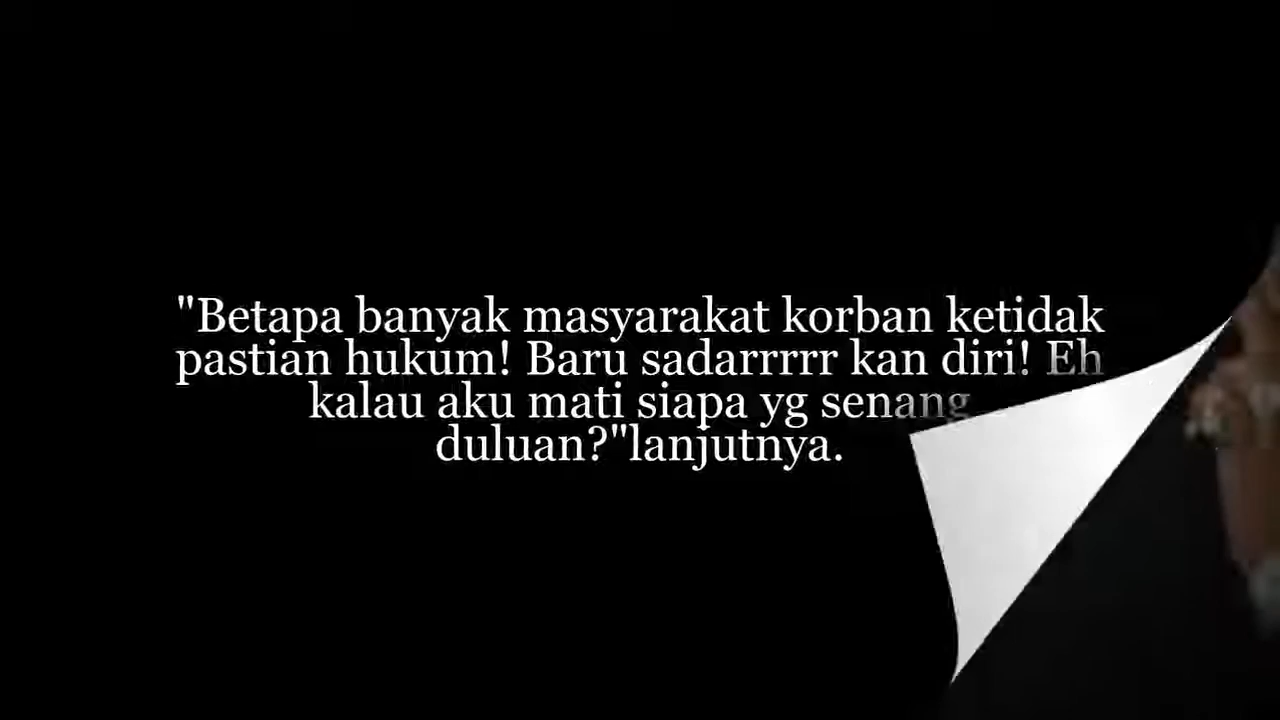 "Betapa banyak masyarakat korban ketidak
pastian hukum! Baru sadarrrrr kan diri! Eh
kalau aku mati siapa yg senang
duluan?"lanjutnya.